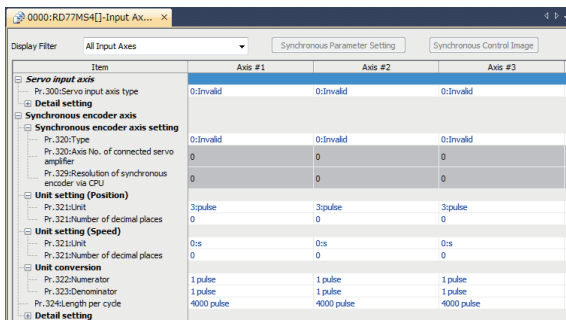 0000:RD77MS4[]-Input Ax... ×
Display Filter All Input Axes Synchronous Parameter Setting Synchronous Control Image
Item Axis #1 Axis #2 Axis #3
Servo input axis
Pr.300:Servo input axis type 0:Invalid 0:Invalid 0:Invalid
Detail setting
Synchronous encoder axis
Synchronous encoder axis setting
Pr.320:Type 0:Invalid 0:Invalid 0:Invalid
Pr.320:Axis No. of connected servo
amplifier 0 0 0
Pr.329:Resolution of synchronous
encoder via CPU 0 0 0
Unit setting (Position)
Pr.321:Unit 3:pulse 3:pulse 3:pulse
Pr.321:Number of decimal places 0 0 0
Unit setting (Speed)
Pr.321:Unit 0:s 0:s 0:s
Pr.321:Number of decimal places 0 0 0
Unit conversion
Pr.322:Numerator 1 pulse 1 pulse 1 pulse
Pr.323:Denominator 1 pulse 1 pulse 1 pulse
Pr.324:Length per cycle 4000 pulse 4000 pulse 4000 pulse
Detail setting